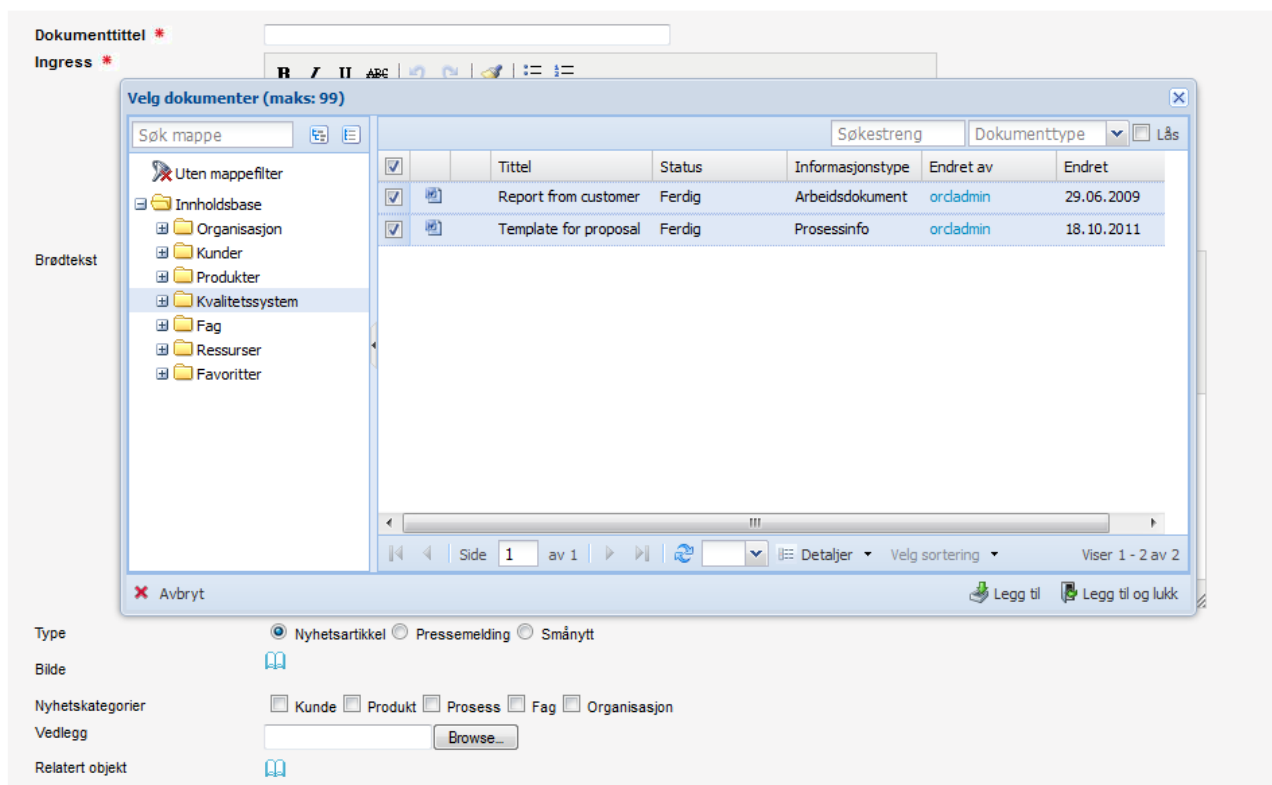 Dokumenttittel *
Ingress *
B I U ABC
Velg dokumenter (maks: 99)
Søk mappe
Søkestreng Dokumenttype Lås
Uten mappefilter
Innholdsbase
Organisasjon
Kunder
Produkter
Kvalitetssystem
Fag
Ressurser
Favoritter
Tittel Status Informasjonstype Endret av Endret
Report from customer Ferdig Arbeidsdokument orcladmin 29.06.2009
Template for proposal Ferdig Prosessinfo orcladmin 18.10.2011
Brødtekst
Side 1 av 1 Detaljer Velg sortering Viser 1 - 2 av 2
Avbryt Legg til Legg til og lukk
Type Nyhetsartikkel Pressemelding Smånytt
Bilde
Nyhetskategorier Kunde Produkt Prosess Fag Organisasjon
Vedlegg Browse...
Relatert objekt